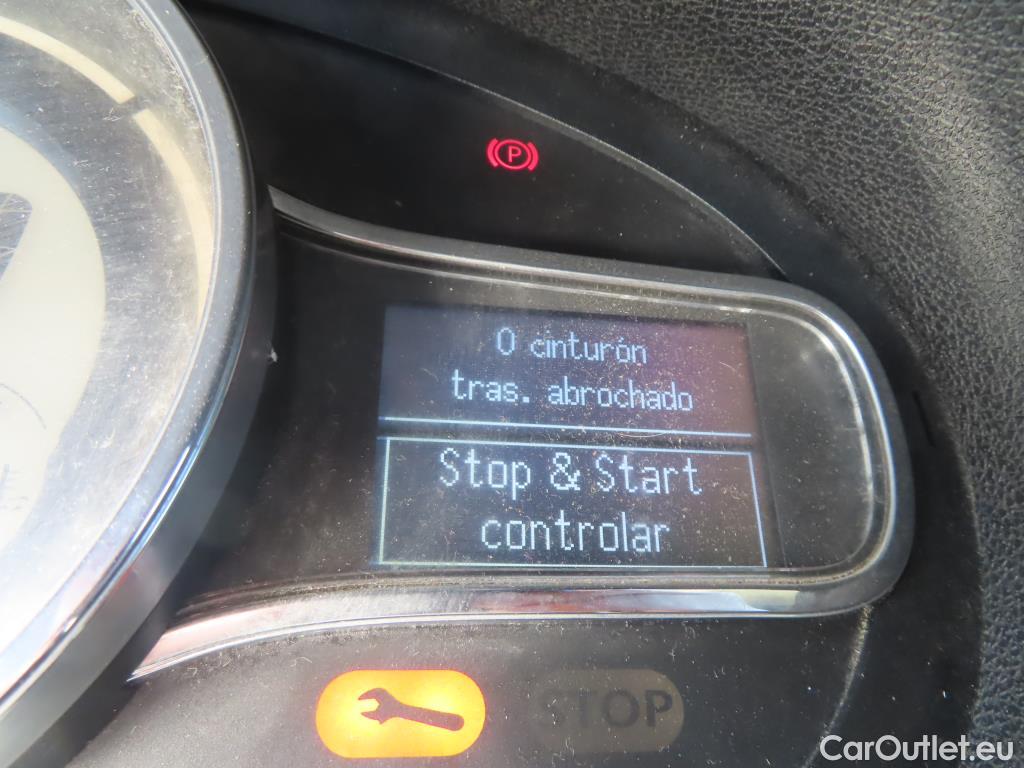 P
0 cinturón
tras. abrochado
Stop & Start
controlar
STOP
CarOutlet.eu